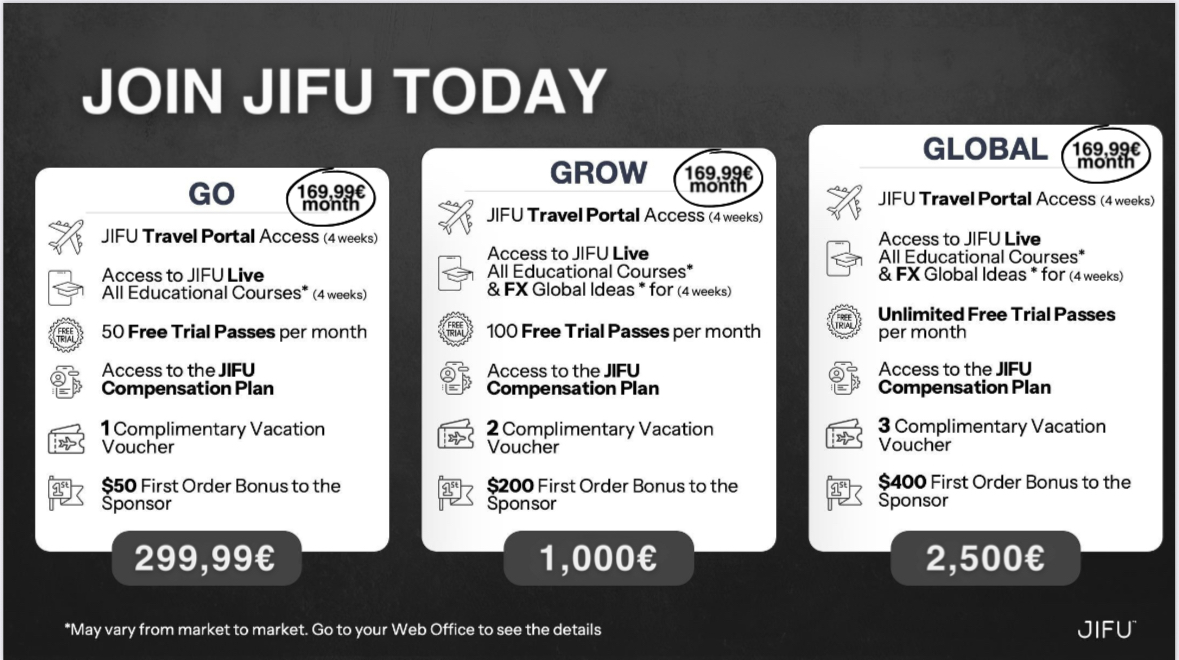 JOIN JIFU TODAY
GO
169,99€
month
JIFU Travel Portal Access (4 weeks)
Access to JIFU Live
All Educational Courses* (4 weeks)
FREE
TRIAL
50 Free Trial Passes per month
Access to the JIFU
Compensation Plan
1 Complimentary Vacation
Voucher
1St
$50 First Order Bonus to the
Sponsor
299,99€
GROW
169,99€
month
JIFU Travel Portal Access (4 weeks)
Access to JIFU Live
All Educational Courses*
& FX Global Ideas * for (4 weeks)
FREE
TRIAL
100 Free Trial Passes per month
Access to the JIFU
Compensation Plan
2 Complimentary Vacation
Voucher
1St
$200 First Order Bonus to the
Sponsor
1,000€
GLOBAL
169,99€
month
JIFU Travel Portal Access (4 weeks)
Access to JIFU Live
All Educational Courses*
& FX Global Ideas * for (4 weeks)
FREE
TRIAL
Unlimited Free Trial Passes
per month
Access to the JIFU
Compensation Plan
3 Complimentary Vacation
Voucher
1St
$400 First Order Bonus to the
Sponsor
2,500€
*May vary from market to market. Go to your Web Office to see the details
JIFU™